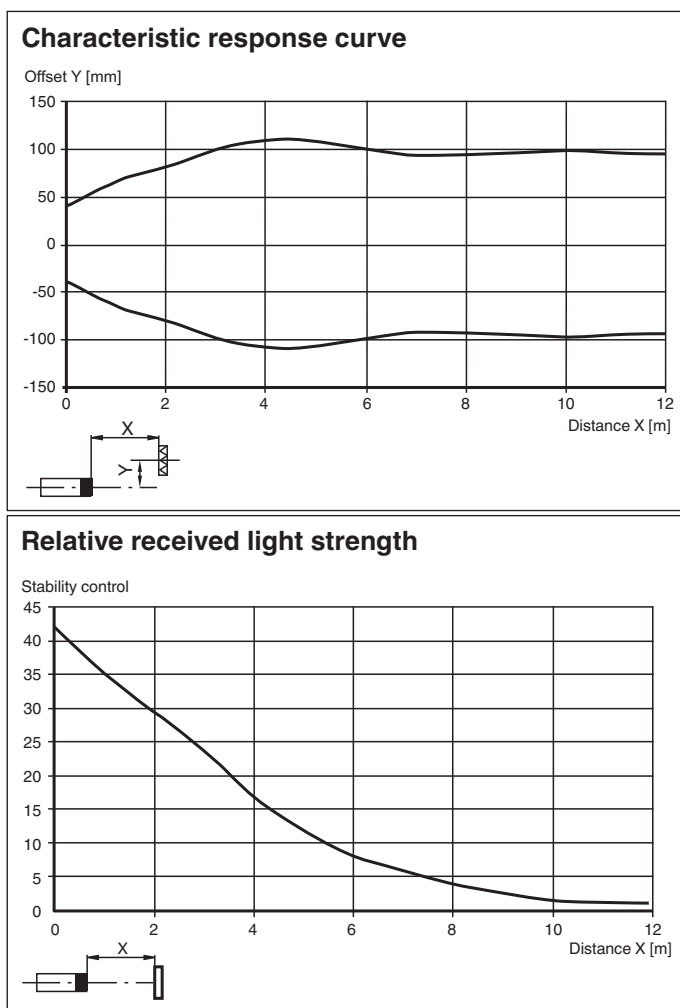 Characteristic response curve
Offset Y [mm]
150
100
50
0
-50
-100
-150
0 2 4 6 8 10 12
Distance X [m]
X
Y
Relative received light strength
Stability control
45
40
35
30
25
20
15
10
5
0
0 2 4 6 8 10 12
Distance X [m]
X